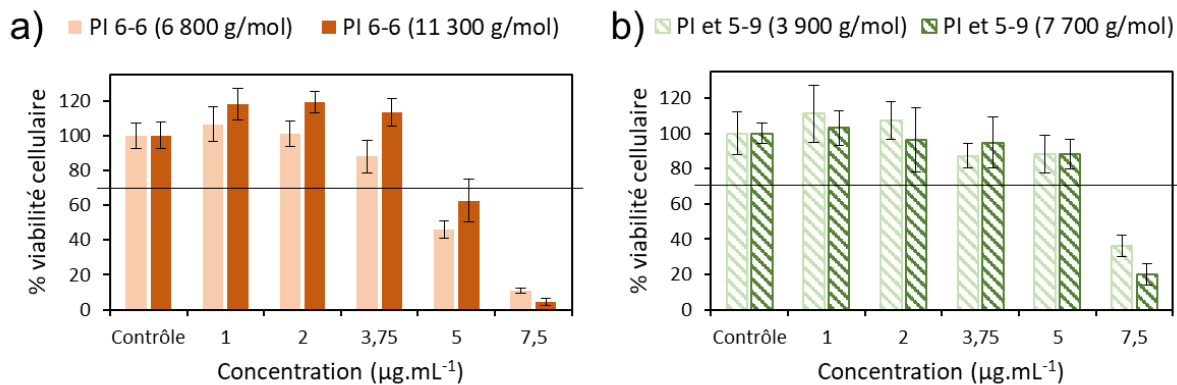 a) PI 6-6 (6 800 g/mol) PI 6-6 (11 300 g/mol)
% viabilité cellulaire
120
100
80
60
40
20
0
Contrôle 1 2 3,75 5 7,5
Concentration (µg.mL⁻¹)
b) PI et 5-9 (3 900 g/mol) PI et 5-9 (7 700 g/mol)
% viabilité cellulaire
120
100
80
60
40
20
0
Contrôle 1 2 3,75 5 7,5
Concentration (µg.mL⁻¹)